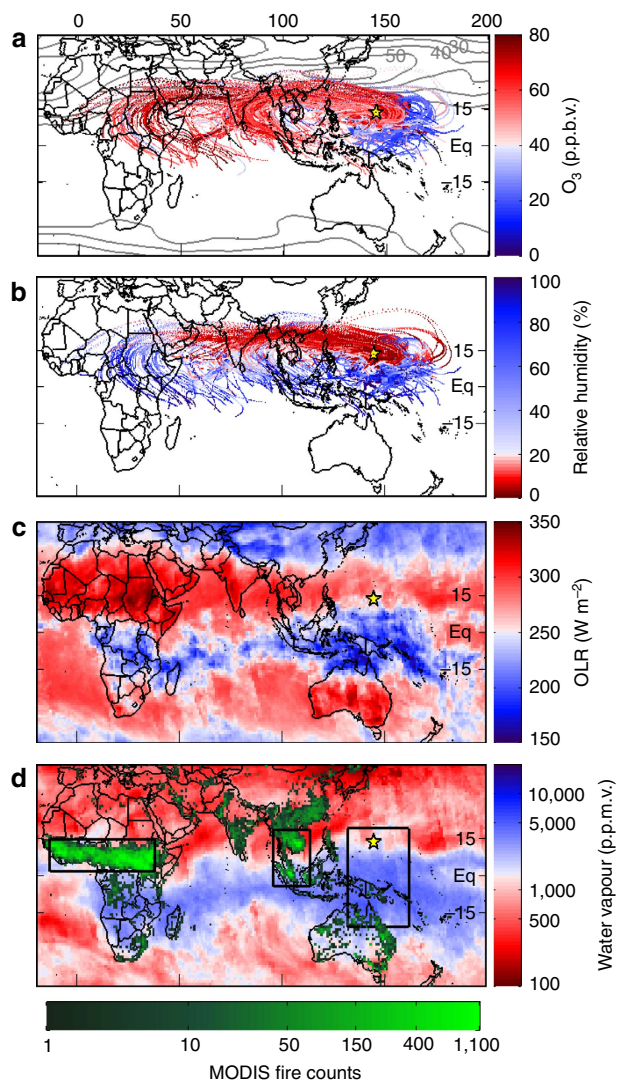 0 50 100 150 200
a
50 40 30
15
Eq
−15
80
60
40
20
0
O3 (p.p.b.v.)
b
15
Eq
−15
100
80
60
40
20
0
Relative humidity (%)
c
15
Eq
−15
350
300
250
200
150
OLR (W m−2)
d
15
Eq
−15
10,000
5,000
1,000
500
100
Water vapour (p.p.m.v.)
1 10 50 150 400 1,100
MODIS fire counts